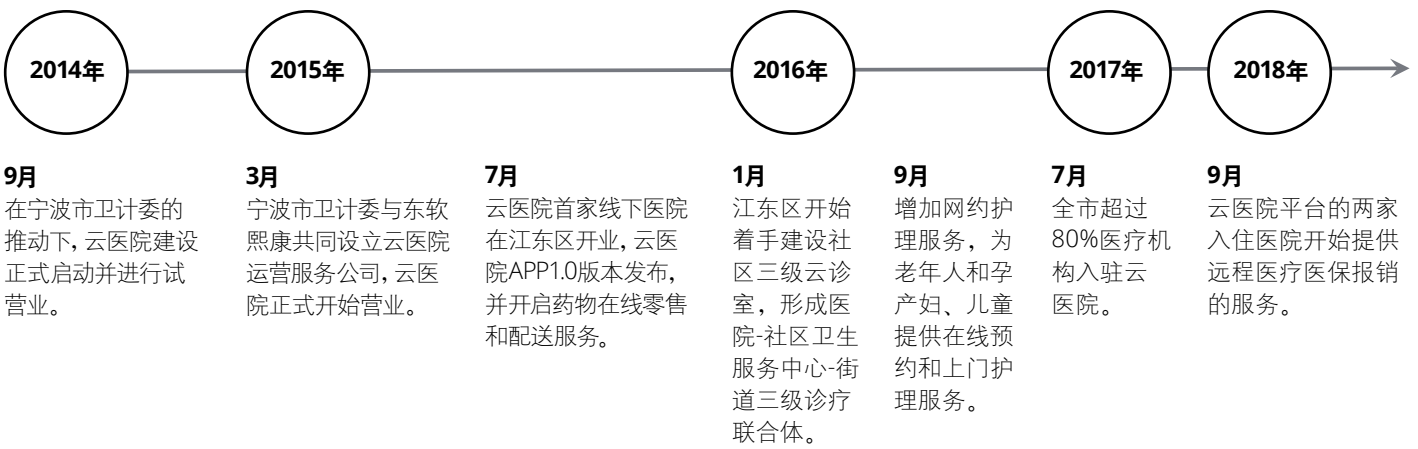 2014年
2015年
2016年
2017年
2018年
9月
在宁波市卫计委的
推动下，云医院建设
正式启动并进行试
营业。
3月
宁波市卫计委与东软
熙康共同设立云医院
运营服务公司，云医
院正式开始营业。
7月
云医院首家线下医院
在江东区开业，云医
院APP1.0版本发布，
并开启药物在线零售
和配送服务。
1月
江东区开始
着手建设社
区三级云诊
室，形成医
院-社区卫生
服务中心-街
道三级诊疗
联合体。
9月
增加网约护
理服务，为
老年人和孕
产妇、儿童
提供在线预
约和上门护
理服务。
7月
全市超过
80%医疗机
构入驻云
医院。
9月
云医院平台的两家
入住医院开始提供
远程医疗医保报销
的服务。